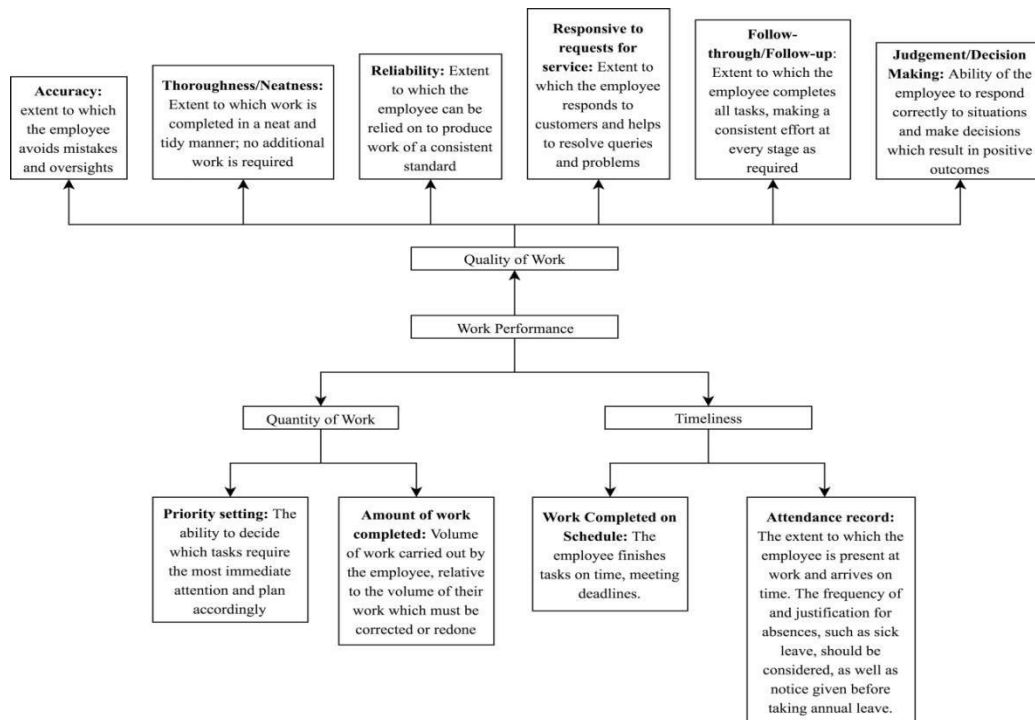 Accuracy:
extent to which
the employee
avoids mistakes
and oversights
Thoroughness/Neatness:
Extent to which work is
completed in a neat and
tidy manner; no additional
work is required
Reliability: Extent
to which the
employee can be
relied on to produce
work of a consistent
standard
Responsive to
requests for
service: Extent to
which the employee
responds to
customers and helps
to resolve queries
and problems
Follow-
through/Follow-up:
Extent to which the
employee completes
all tasks, making a
consistent effort at
every stage as
required
Judgement/Decision
Making: Ability of the
employee to respond
correctly to situations
and make decisions
which result in positive
outcomes
Quality of Work
Work Performance
Quantity of Work
Timeliness
Priority setting: The
ability to decide
which tasks require
the most immediate
attention and plan
accordingly
Amount of work
completed: Volume
of work carried out by
the employee, relative
to the volume of their
work which must be
corrected or redone
Work Completed on
Schedule: The
employee finishes
tasks on time, meeting
deadlines.
Attendance record:
The extent to which the
employee is present at
work and arrives on
time. The frequency of
and justification for
absences, such as sick
leave, should be
considered, as well as
notice given before
taking annual leave.